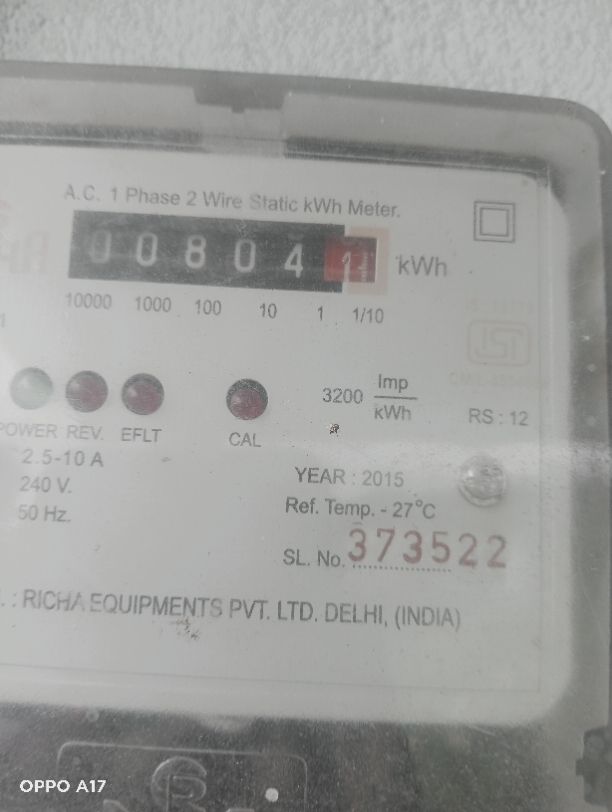 A.C. 1 Phase 2 Wire Static kWh Meter.
0 0 8 0 4 1 kWh
10000 1000 100 10 1 1/10
3200 Imp/kWh
RS : 12
POWER REV. EFLT CAL
2.5-10 A
240 V.
50 Hz.
YEAR : 2015
Ref. Temp. - 27°C
SL. No. 373522
: RICHA EQUIPMENTS PVT. LTD. DELHI, (INDIA)
OPPO A17